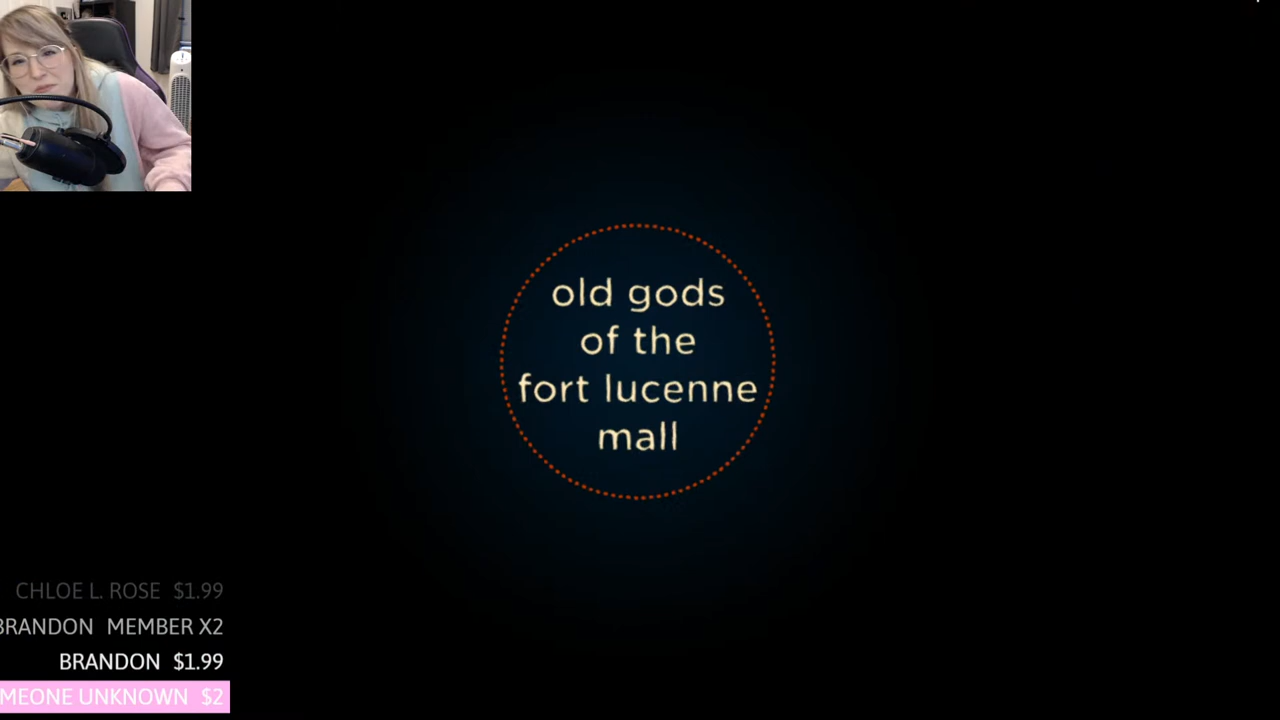 old gods
of the
fort lucenne
mall
CHLOE L. ROSE $1.99
BRANDON MEMBER X2
BRANDON $1.99
MEONE UNKNOWN $2